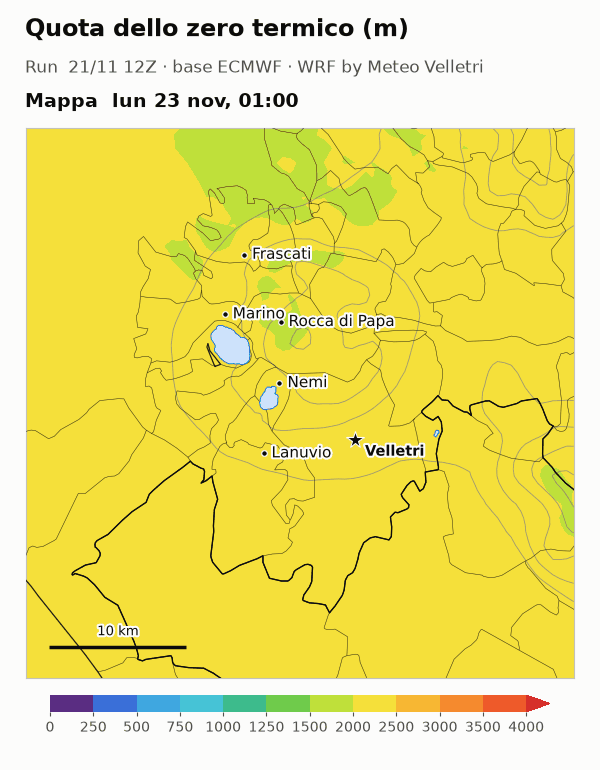 Quota dello zero termico (m)
Run  21/11 12Z · base ECMWF · WRF by Meteo Velletri
Mappa  lun 23 nov, 01:00
Frascati
Marino
Rocca di Papa
Nemi
Velletri
Lanuvio
10 km
0 250 500 750 1000 1250 1500 2000 2500 3000 3500 4000